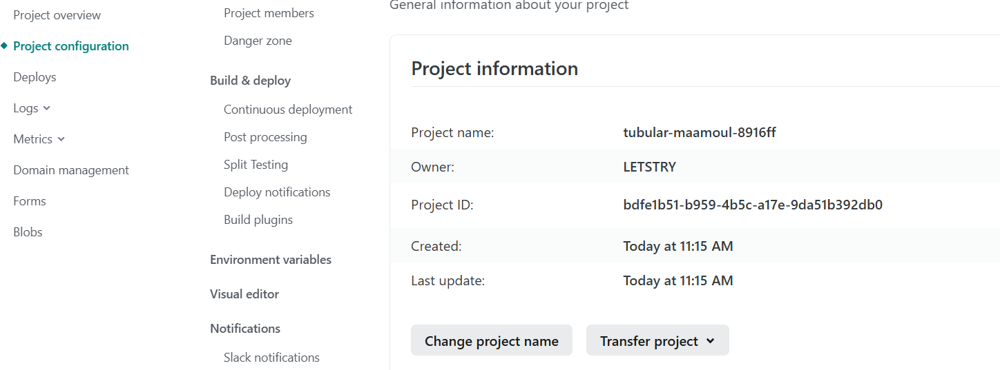 Project overview
Project configuration
Deploys
Logs
Metrics
Domain management
Forms
Blobs
Project members
Danger zone
Build & deploy
Continuous deployment
Post processing
Split Testing
Deploy notifications
Build plugins
Environment variables
Visual editor
Notifications
Slack notifications
General information about your project
Project information
Project name: tubular-maamoul-8916ff
Owner: LETSTRY
Project ID: bdfe1b51-b959-4b5c-a17e-9da51b392db0
Created: Today at 11:15 AM
Last update: Today at 11:15 AM
Change project name Transfer project